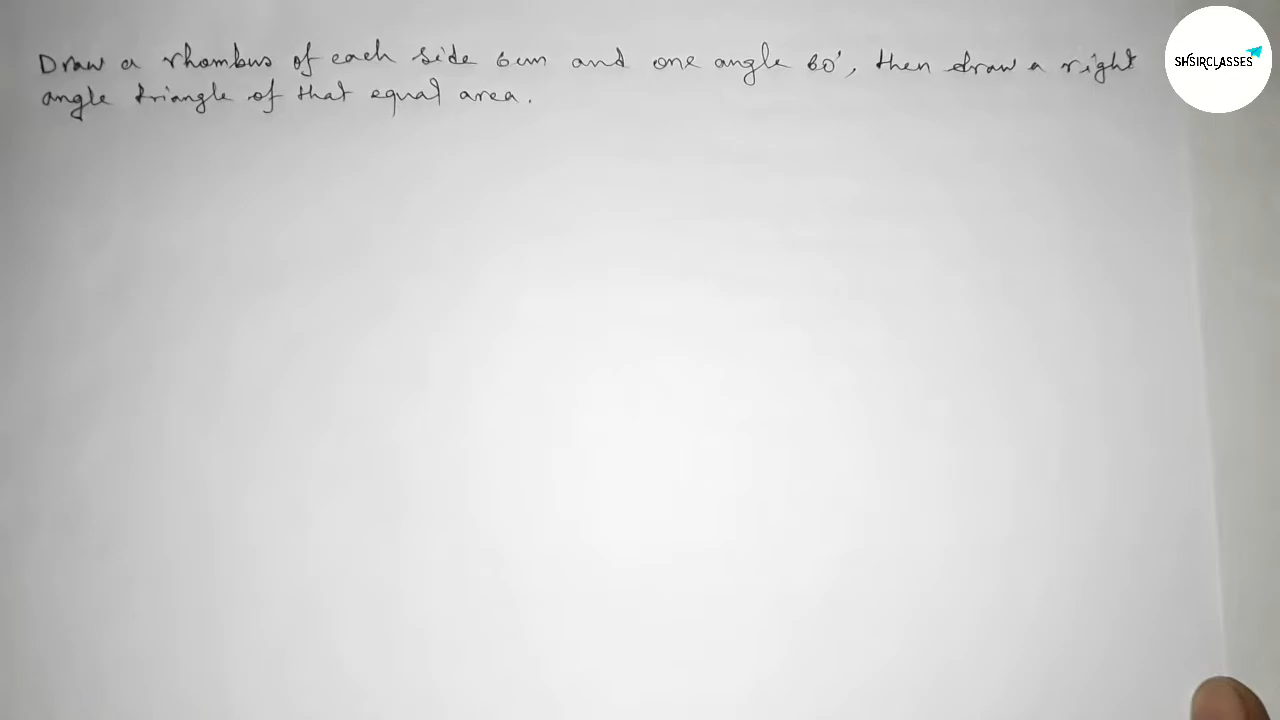 Draw a rhombus of each side 6cm and one angle 60°, then draw a right
angle triangle of that equal area.
SHSIRCLASSES